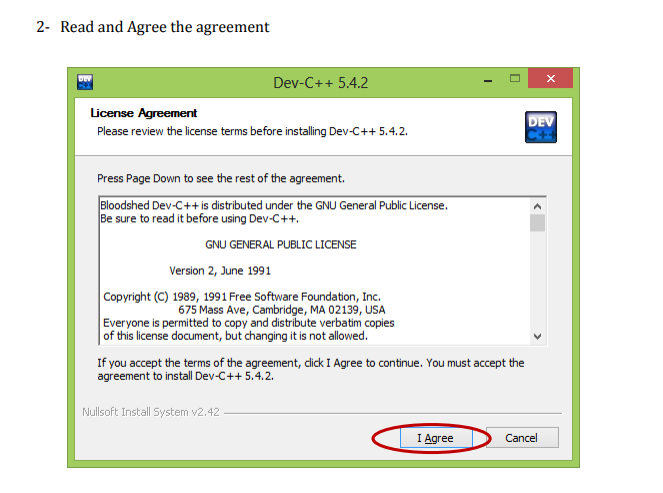 2- Read and Agree the agreement
Dev-C++ 5.4.2
License Agreement
Please review the license terms before installing Dev-C++ 5.4.2.
DEV
C++
Press Page Down to see the rest of the agreement.
Bloodshed Dev-C++ is distributed under the GNU General Public License.
Be sure to read it before using Dev-C++.
GNU GENERAL PUBLIC LICENSE
Version 2, June 1991
Copyright (C) 1989, 1991 Free Software Foundation, Inc.
675 Mass Ave, Cambridge, MA 02139, USA
Everyone is permitted to copy and distribute verbatim copies
of this license document, but changing it is not allowed.
If you accept the terms of the agreement, click I Agree to continue. You must accept the
agreement to install Dev-C++ 5.4.2.
Nullsoft Install System v2.42
I Agree
Cancel